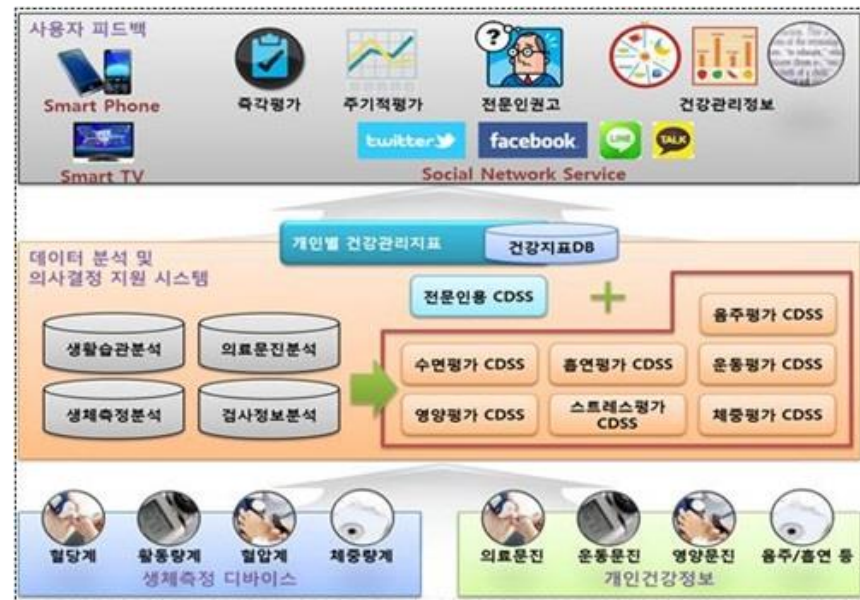 사용자 피드백
Smart Phone
Smart TV
즉각평가
주기적평가
?
전문인권고
건강관리정보
twitter
facebook
LINE
TALK
Social Network Service
개인별 건강관리지표
건강지표DB
데이터 분석 및
의사결정 지원 시스템
전문인용 CDSS
음주평가 CDSS
생활습관분석
의료문진분석
수면평가 CDSS
흡연평가 CDSS
운동평가 CDSS
생체측정분석
검사정보분석
영양평가 CDSS
스트레스평가
CDSS
체중평가 CDSS
혈당계
활동량계
혈압계
체중량계
생체측정 디바이스
의료문진
운동문진
영양문진
음주/흡연 등
개인건강정보